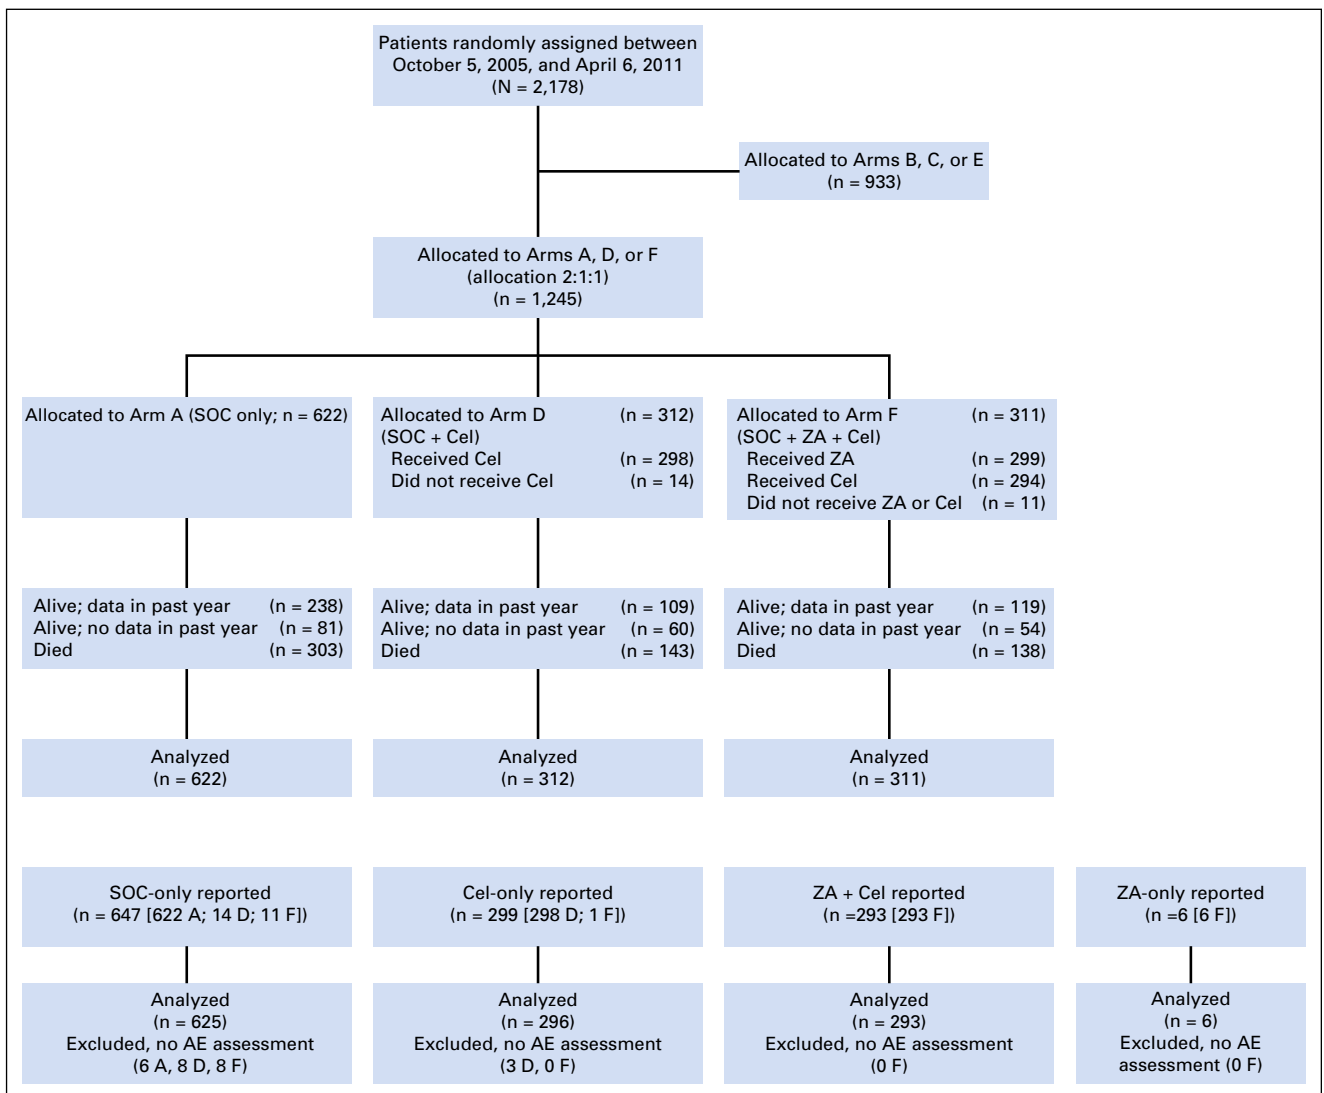 Patients randomly assigned between
October 5, 2005, and April 6, 2011
(N = 2,178)
Allocated to Arms B, C, or E
(n = 933)
Allocated to Arms A, D, or F
(allocation 2:1:1)
(n = 1,245)
Allocated to Arm A (SOC only; n = 622)
Allocated to Arm D (n = 312)
(SOC + Cel)
Received Cel (n = 298)
Did not receive Cel (n = 14)
Allocated to Arm F (n = 311)
(SOC + ZA + Cel)
Received ZA (n = 299)
Received Cel (n = 294)
Did not receive ZA or Cel (n = 11)
Alive; data in past year (n = 238)
Alive; no data in past year (n = 81)
Died (n = 303)
Alive; data in past year (n = 109)
Alive; no data in past year (n = 60)
Died (n = 143)
Alive; data in past year (n = 119)
Alive; no data in past year (n = 54)
Died (n = 138)
Analyzed
(n = 622)
Analyzed
(n = 312)
Analyzed
(n = 311)
SOC-only reported
(n = 647 [622 A; 14 D; 11 F])
Cel-only reported
(n = 299 [298 D; 1 F])
ZA + Cel reported
(n =293 [293 F])
ZA-only reported
(n =6 [6 F])
Analyzed
(n = 625)
Excluded, no AE assessment
(6 A, 8 D, 8 F)
Analyzed
(n = 296)
Excluded, no AE assessment
(3 D, 0 F)
Analyzed
(n = 293)
Excluded, no AE assessment
(0 F)
Analyzed
(n = 6)
Excluded, no AE
assessment (0 F)